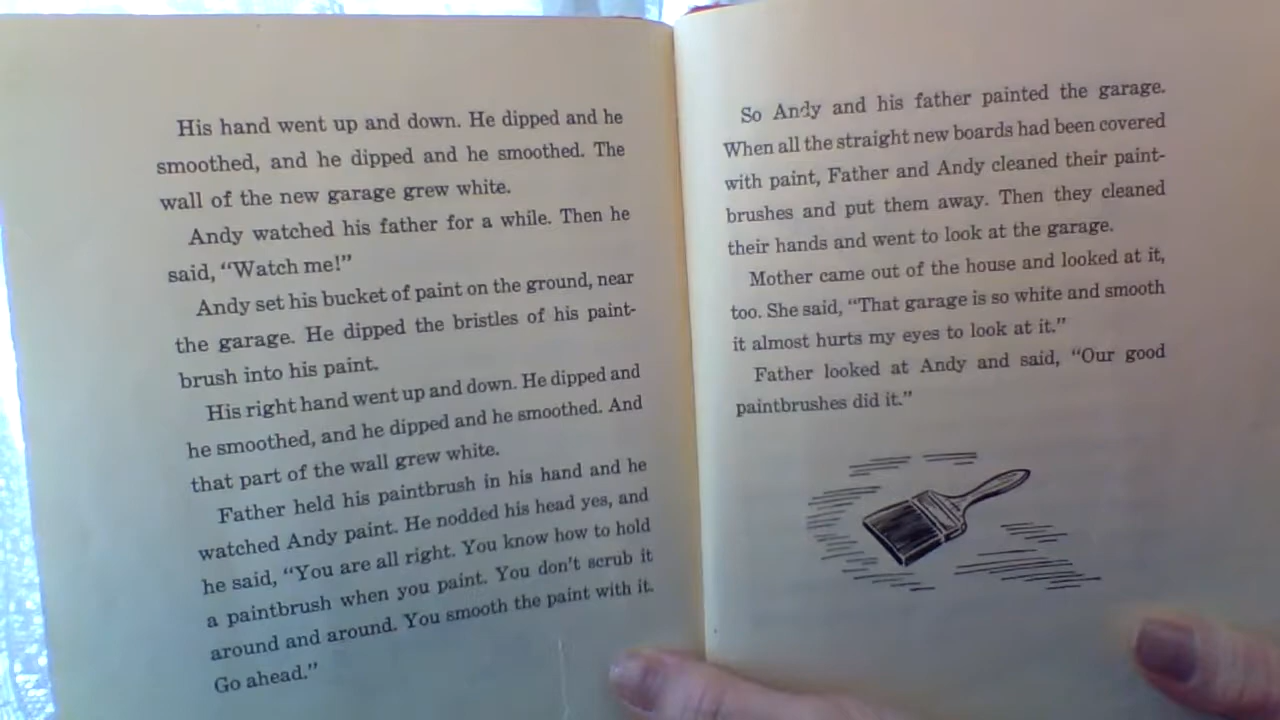 His hand went up and down. He dipped and he
smoothed, and he dipped and he smoothed. The
wall of the new garage grew white.
Andy watched his father for a while. Then he
said, “Watch me!”
Andy set his bucket of paint on the ground, near
the garage. He dipped the bristles of his paint-
brush into his paint.
His right hand went up and down. He dipped and
he smoothed, and he dipped and he smoothed. And
that part of the wall grew white.
Father held his paintbrush in his hand and he
watched Andy paint. He nodded his head yes, and
he said, “You are all right. You know how to hold
a paintbrush when you paint. You don’t scrub it
around and around. You smooth the paint with it.
Go ahead.”
So Andy and his father painted the garage.
When all the straight new boards had been covered
with paint, Father and Andy cleaned their paint-
brushes and put them away. Then they cleaned
their hands and went to look at the garage.
Mother came out of the house and looked at it,
too. She said, “That garage is so white and smooth
it almost hurts my eyes to look at it.”
Father looked at Andy and said, “Our good
paintbrushes did it.”